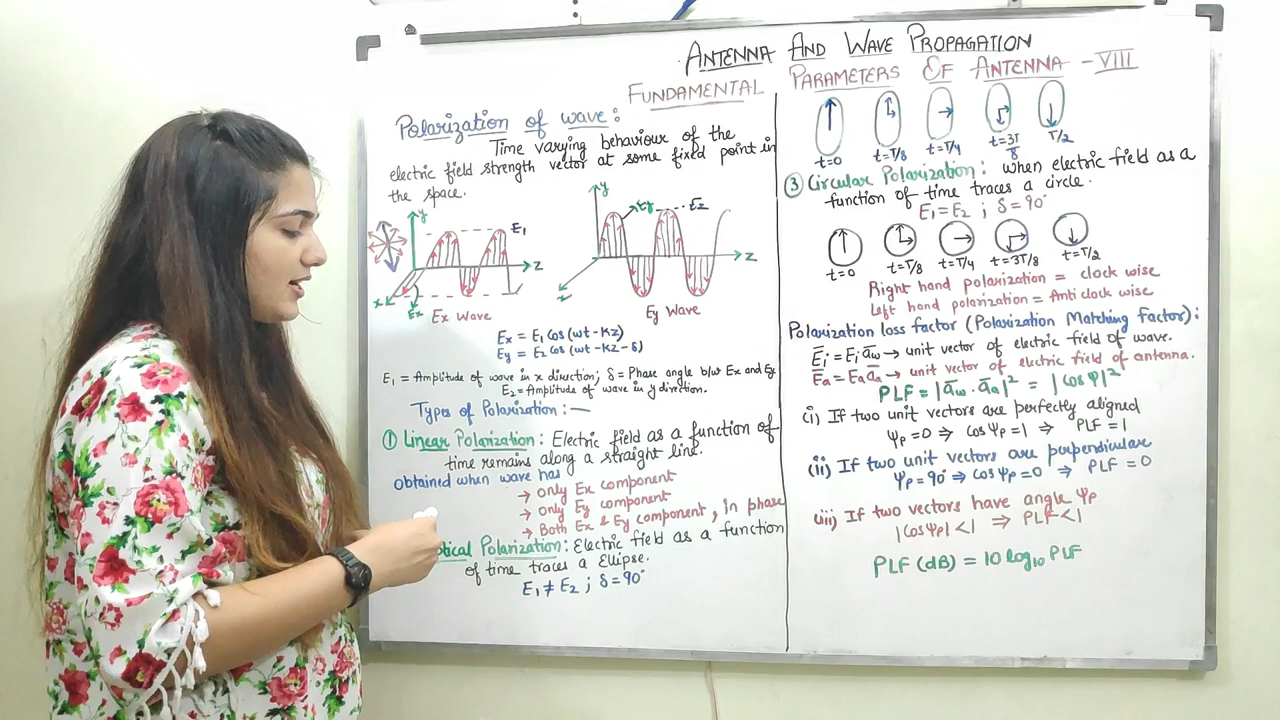 ANTENNA AND WAVE PROPAGATION
FUNDAMENTAL PARAMETERS OF ANTENNA - VIII
Polarization of wave :
Time varying behaviour of the
electric field strength vector at some fixed point in
the space.
y
E1
z
x
Ex
Ex Wave
y
Ey
E2
z
x
Ey Wave
Ex = E1 cos (wt - kz)
Ey = E2 cos (wt - kz - δ)
E1 = Amplitude of wave in x direction; δ = Phase angle b/w Ex and Ey
E2 = Amplitude of wave in y direction.
Types of Polarization :—
① Linear Polarization : Electric field as a function of
time remains along a straight line.
obtained when wave has
→ only Ex component
→ only Ey component
→ Both Ex & Ey component, in phase
tical Polarization : Electric field as a function
of time traces a Ellipse.
E1 ≠ E2 ; δ = 90°
t=0 t=T/8 t=T/4 t=3T/8 T/2
③ Circular Polarization : when electric field as a
function of time traces a circle.
E1 = E2 ; δ = 90°
t=0 t=T/8 t=T/4 t=3T/8 t=T/2
Right hand polarization = clock wise
Left hand polarization = Anti clock wise
Polarization loss factor (Polarization Matching Factor) :
Ēi = Ei āw → unit vector of electric field of wave.
Ēa = Ea āa → unit vector of electric field of antenna.
PLF = |āw . āa|² = |cos ψ|²
(i) If two unit vectors are perfectly aligned
ψp = 0 ⇒ cos ψp = 1 ⇒ PLF = 1
(ii) If two unit vectors are perpendiculare
ψp = 90° ⇒ cos ψp = 0 ⇒ PLF = 0
(iii) If two vectors have angle ψp
|cos ψp| < 1 ⇒ PLF < 1
PLF (dB) = 10 log10 PLF